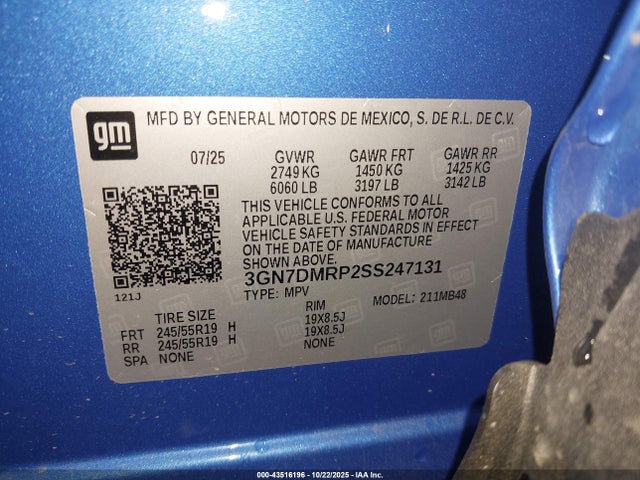 gm
MFD BY GENERAL MOTORS DE MEXICO, S. DE R.L. DE C.V.
07/25 GVWR GAWR FRT GAWR RR
2749 KG 1450 KG 1425 KG
6060 LB 3197 LB 3142 LB
THIS VEHICLE CONFORMS TO ALL
APPLICABLE U.S. FEDERAL MOTOR
VEHICLE SAFETY STANDARDS IN EFFECT
ON THE DATE OF MANUFACTURE
SHOWN ABOVE.
3GN7DMRP2SS247131
TYPE: MPV MODEL: 211MB48
121J
TIRE SIZE RIM
FRT 245/55R19 H 19X8.5J
RR 245/55R19 H 19X8.5J
SPA NONE NONE
000-43516196 - 10/22/2025 - IAA Inc.